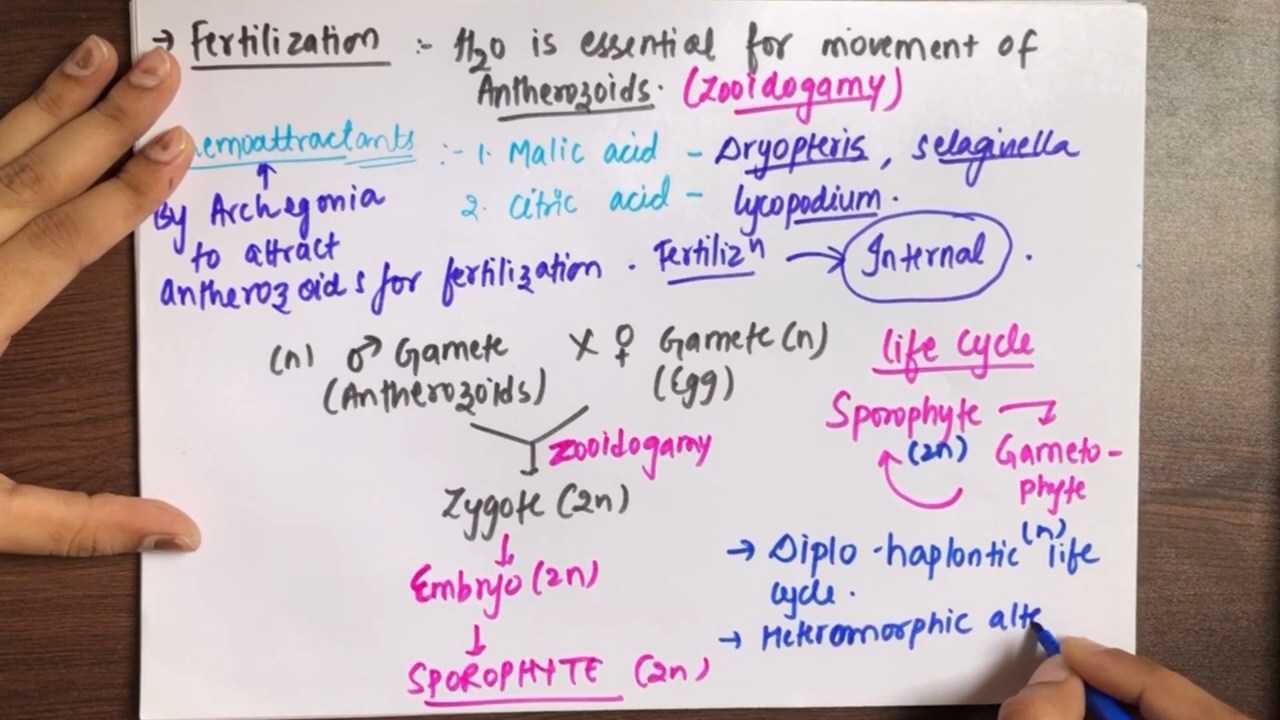 → Fertilization :- H2O is essential for movement of
Antherozoids. (Zooidogamy)
emoattractants :- 1. Malic acid - Dryopteris, selaginella
↑
By Archegonia
2. Citric acid - lycopodium.
to attract
antherozoids for fertilization. Fertilizn → Internal.
(n) ♂ Gamete X ♀ Gamete (n)
(Antherozoids) (Egg)
Zooidogamy
Zygote (2n)
↓
Embryo (2n)
↓
SPOROPHYTE (2n)
life cycle
Sporophyte
(2n)
Gameto-
phyte
(n)
→ Diplo-haplontic life
cycle.
→ Heteromorphic alte